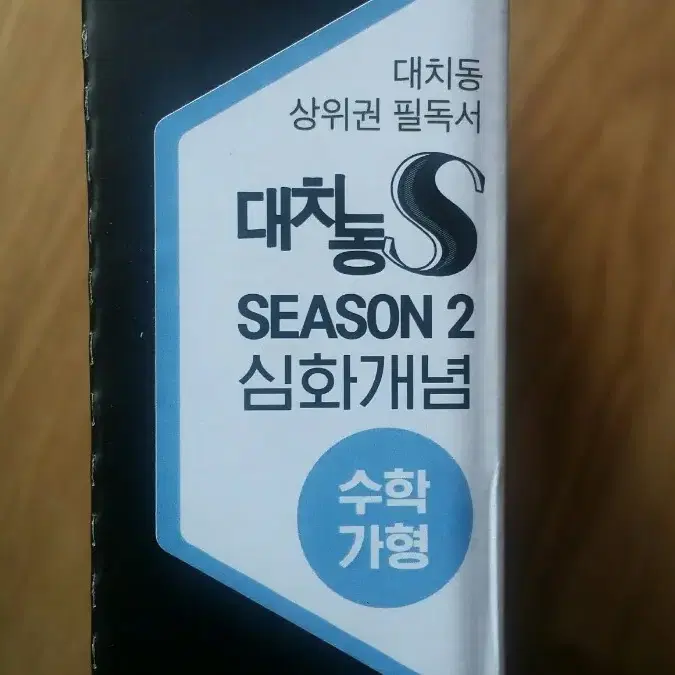 대치동
상위권 필독서
대치동 S
SEASON 2
심화개념
수학
가형